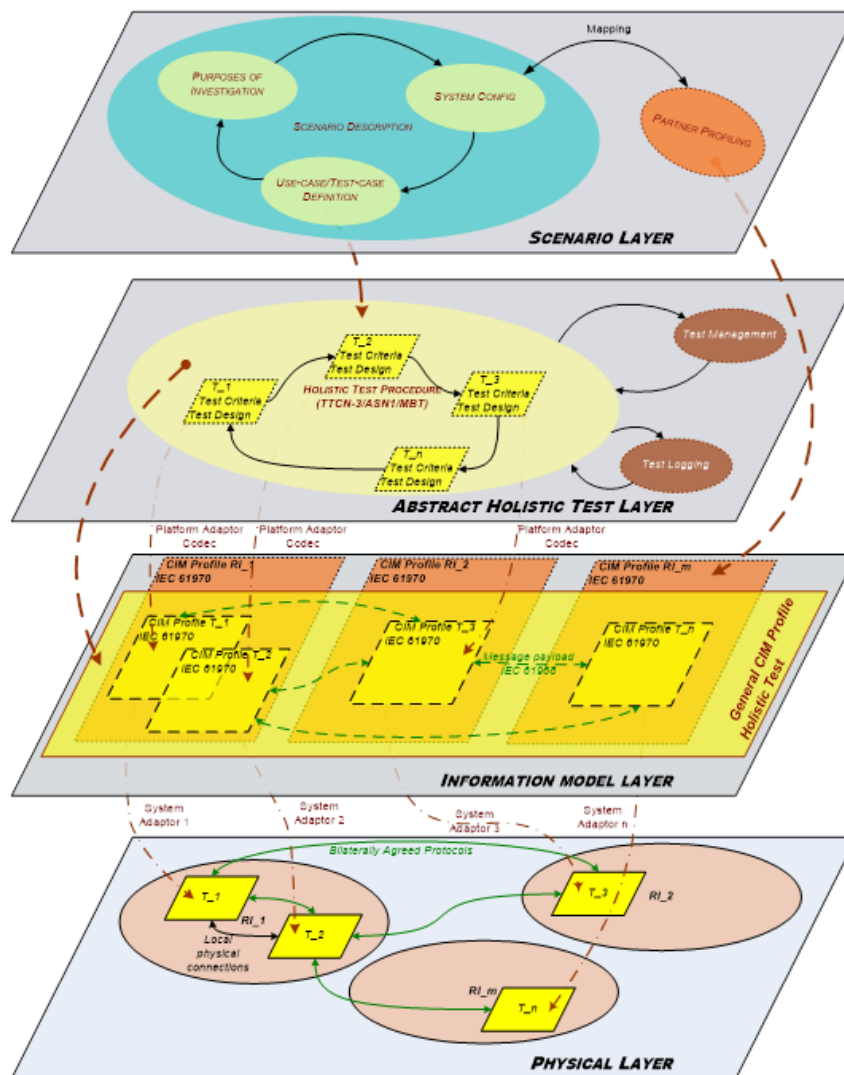 Mapping
PURPOSES OF
INVESTIGATION
SYSTEM CONFIG
SCENARIO DESCRIPTION
PARTNER PROFILING
USE-CASE/TEST-CASE
DEFINITION
SCENARIO LAYER
T_2
Test Criteria
Test Design
Test Management
T_1
Test Criteria
Test Design
HOLISTIC TEST PROCEDURE
(TTCN-3/ASN1/MBT)
T_3
Test Criteria
Test Design
T_n
Test Criteria
Test Design
Test Logging
ABSTRACT HOLISTIC TEST LAYER
Platform Adaptor
Codec
Platform Adaptor
Codec
Platform Adaptor
Codec
CIM Profile RI_1
IEC 61970
CIM Profile RI_2
IEC 61970
CIM Profile RI_m
IEC 61970
CIM Profile T_1
IEC 61970
CIM Profile T_3
IEC 61970
CIM Profile T_n
IEC 61970
CIM Profile T_2
IEC 61970
Message payload
IEC 61968
General CIM Profile
Holistic Test
INFORMATION MODEL LAYER
System
Adaptor 1
System
Adaptor 2
System
Adaptor 3
System
Adaptor n
Bilaterally Agreed Protocols
T_1
RI_1
T_2
T_3
RI_2
Local
physical
connections
RI_m
T_n
PHYSICAL LAYER